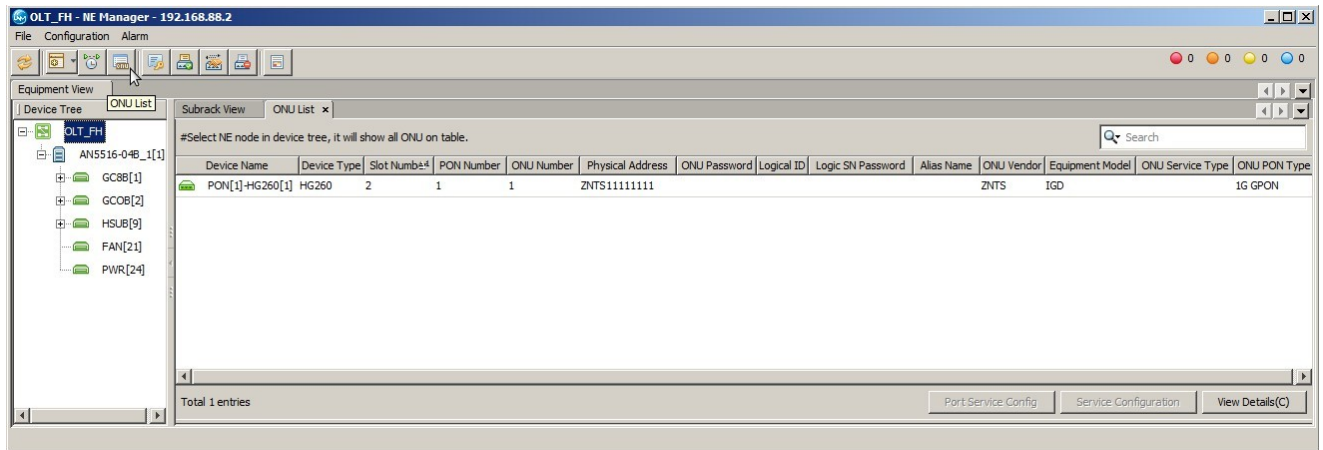 OLT_FH - NE Manager - 192.168.88.2
File Configuration Alarm
0 0 0 0
Equipment View
ONU List
Device Tree
OLT_FH
AN5516-04B_1[1]
GC8B[1]
GCOB[2]
HSUB[9]
FAN[21]
PWR[24]
Subrack View ONU List
#Select NE node in device tree, it will show all ONU on table.
Search
Device Name Device Type Slot Numb PON Number ONU Number Physical Address ONU Password Logical ID Logic SN Password Alias Name ONU Vendor Equipment Model ONU Service Type ONU PON Type
PON[1]-HG260[1] HG260 2 1 1 ZNTS11111111 ZNTS IGD 1G GPON
Total 1 entries
Port Service Config Service Configuration View Details(C)